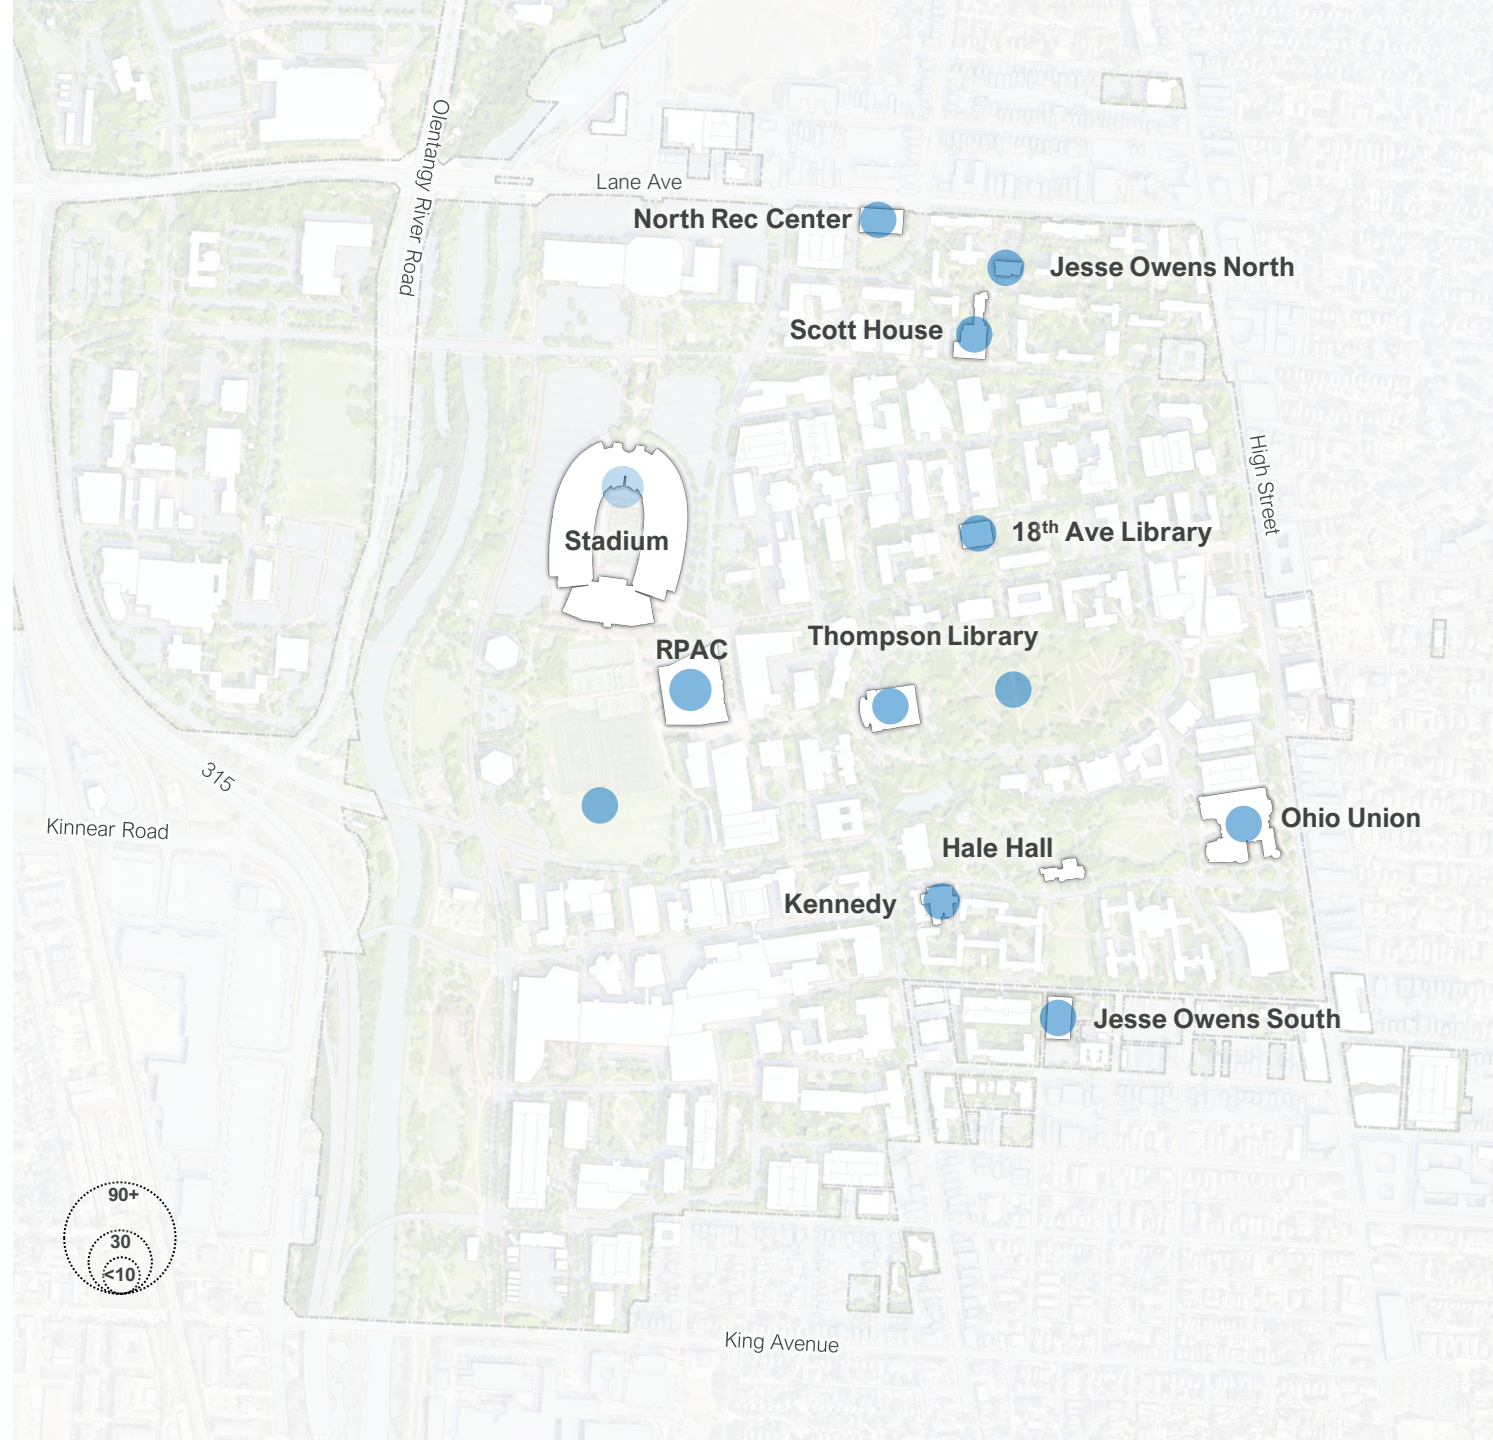 Olentangy River Road
Lane Ave
North Rec Center
Jesse Owens North
Scott House
High Street
Stadium
18th Ave Library
Thompson Library
RPAC
315
Kinnear Road
Ohio Union
Hale Hall
Kennedy
Jesse Owens South
90+
30
<10
King Avenue